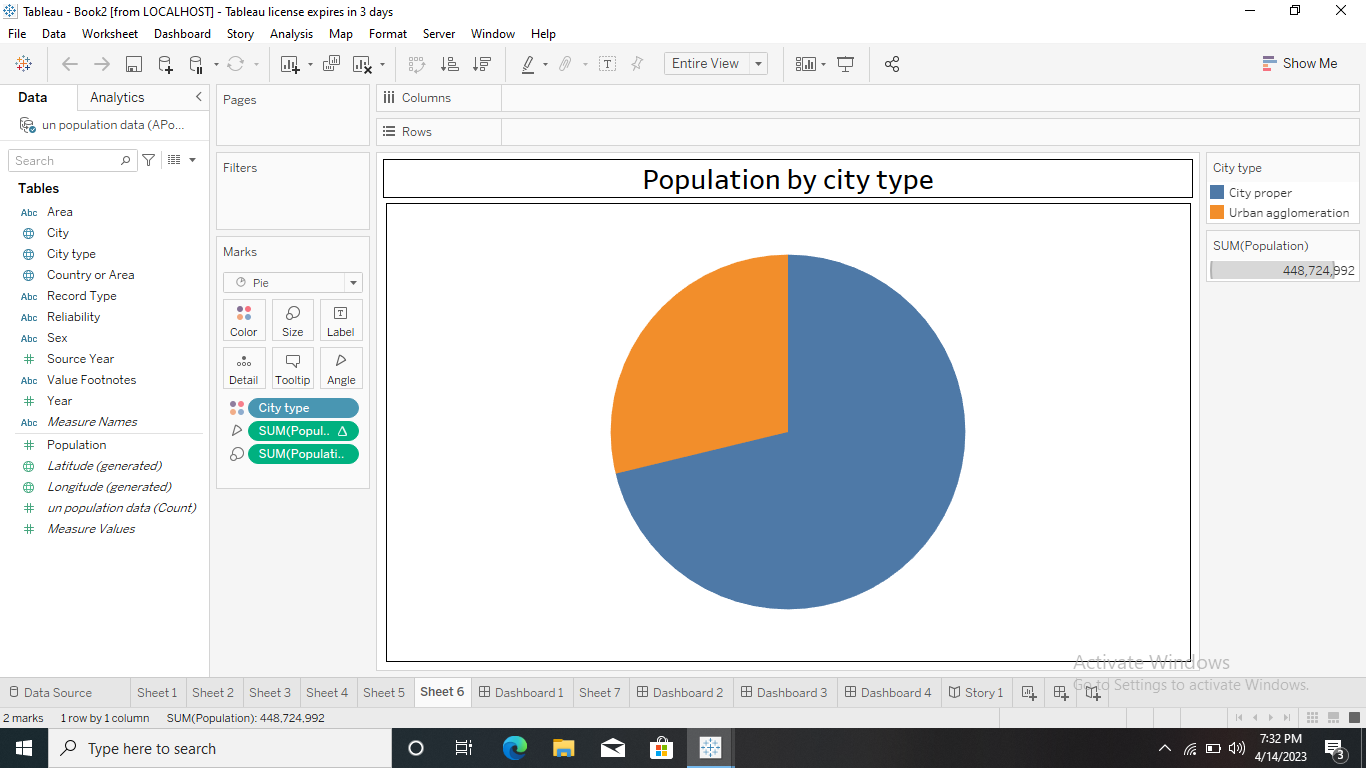 Tableau - Book2 [from LOCALHOST] - Tableau license expires in 3 days
File Data Worksheet Dashboard Story Analysis Map Format Server Window Help
Entire View
Show Me
Data Analytics
un population data (APo...
Search
Tables
Abc Area
City
City type
Country or Area
Abc Record Type
Abc Reliability
Abc Sex
# Source Year
Abc Value Footnotes
# Year
Abc Measure Names
# Population
Latitude (generated)
Longitude (generated)
# un population data (Count)
# Measure Values
Pages
Filters
Marks
Pie
Color Size Label
Detail Tooltip Angle
City type
SUM(Popul..
SUM(Populati..
Columns
Rows
Population by city type
City type
City proper
Urban agglomeration
SUM(Population)
448,724,992
Activate Windows
Go to Settings to activate Windows.
Data Source Sheet 1 Sheet 2 Sheet 3 Sheet 4 Sheet 5 Sheet 6 Dashboard 1 Sheet 7 Dashboard 2 Dashboard 3 Dashboard 4 Story 1
2 marks 1 row by 1 column SUM(Population): 448,724,992
Type here to search
7:32 PM
4/14/2023
3